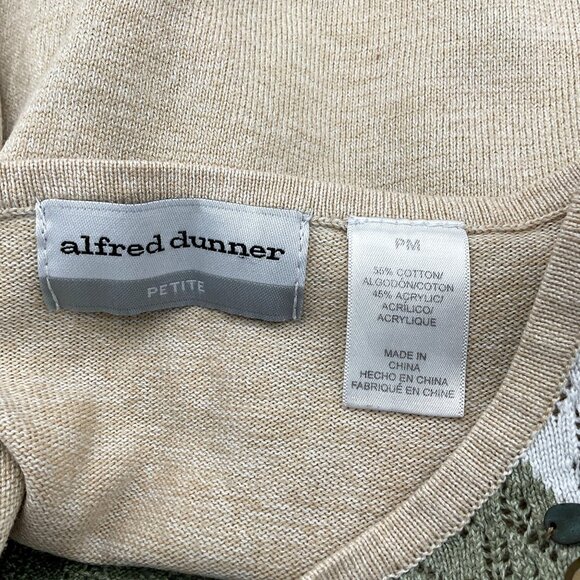 alfred dunner
PETITE
PM
55% COTTON/
ALGODÓN/COTON
45% ACRYLIC/
ACRÍLICO/
ACRYLIQUE
MADE IN
CHINA
HECHO EN CHINA
FABRIQUÉ EN CHINE